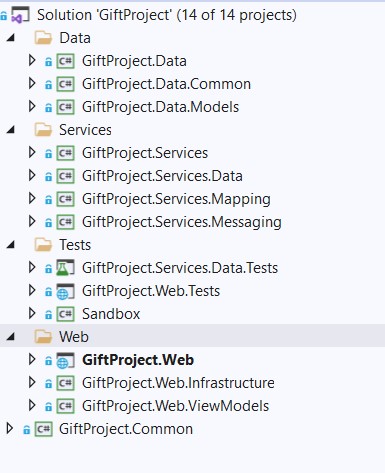 Solution 'GiftProject' (14 of 14 projects)
Data
C# GiftProject.Data
C# GiftProject.Data.Common
C# GiftProject.Data.Models
Services
C# GiftProject.Services
C# GiftProject.Services.Data
C# GiftProject.Services.Mapping
C# GiftProject.Services.Messaging
Tests
GiftProject.Services.Data.Tests
GiftProject.Web.Tests
C# Sandbox
Web
GiftProject.Web
C# GiftProject.Web.Infrastructure
C# GiftProject.Web.ViewModels
C# GiftProject.Common